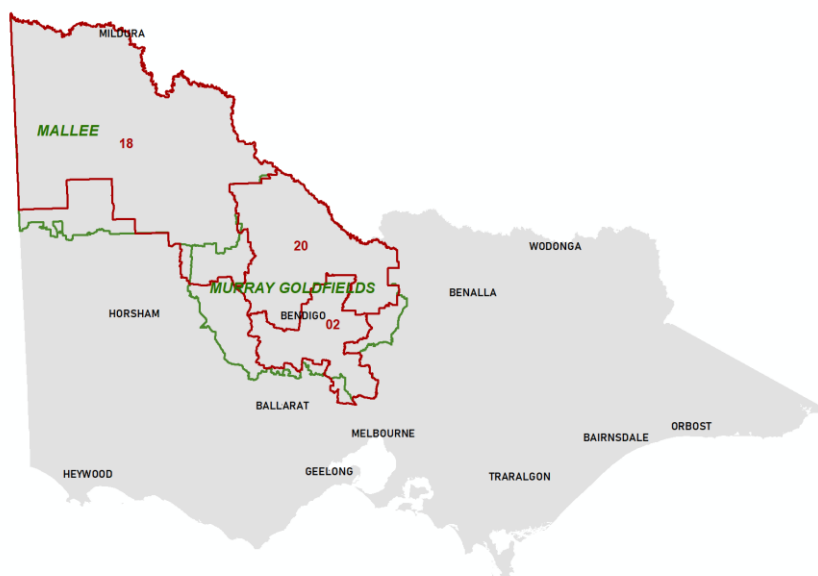 MILDURA
MALLEE
18
20
WODONGA
MURRAY GOLDFIELDS
BENALLA
HORSHAM
BENDIGO
02
BALLARAT
ORBOST
MELBOURNE
BAIRNSDALE
HEYWOOD
GEELONG
TRARALGON